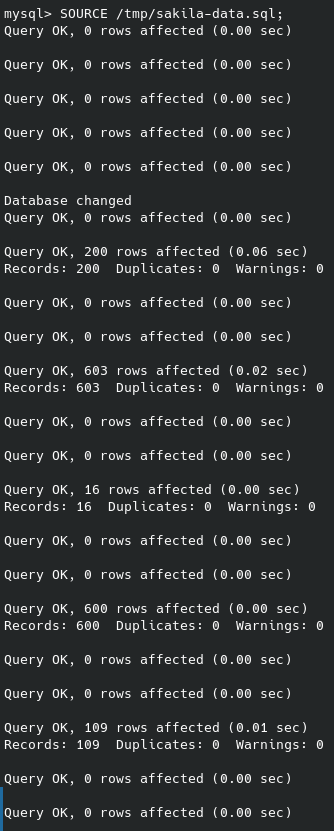 mysql> SOURCE /tmp/sakila-data.sql;
Query OK, 0 rows affected (0.00 sec)
Query OK, 0 rows affected (0.00 sec)
Query OK, 0 rows affected (0.00 sec)
Query OK, 0 rows affected (0.00 sec)
Query OK, 0 rows affected (0.00 sec)
Database changed
Query OK, 0 rows affected (0.00 sec)
Query OK, 200 rows affected (0.06 sec)
Records: 200  Duplicates: 0  Warnings: 0
Query OK, 0 rows affected (0.00 sec)
Query OK, 0 rows affected (0.00 sec)
Query OK, 603 rows affected (0.02 sec)
Records: 603  Duplicates: 0  Warnings: 0
Query OK, 0 rows affected (0.00 sec)
Query OK, 0 rows affected (0.00 sec)
Query OK, 16 rows affected (0.00 sec)
Records: 16  Duplicates: 0  Warnings: 0
Query OK, 0 rows affected (0.00 sec)
Query OK, 0 rows affected (0.00 sec)
Query OK, 600 rows affected (0.00 sec)
Records: 600  Duplicates: 0  Warnings: 0
Query OK, 0 rows affected (0.00 sec)
Query OK, 0 rows affected (0.00 sec)
Query OK, 109 rows affected (0.01 sec)
Records: 109  Duplicates: 0  Warnings: 0
Query OK, 0 rows affected (0.00 sec)
Query OK, 0 rows affected (0.00 sec)